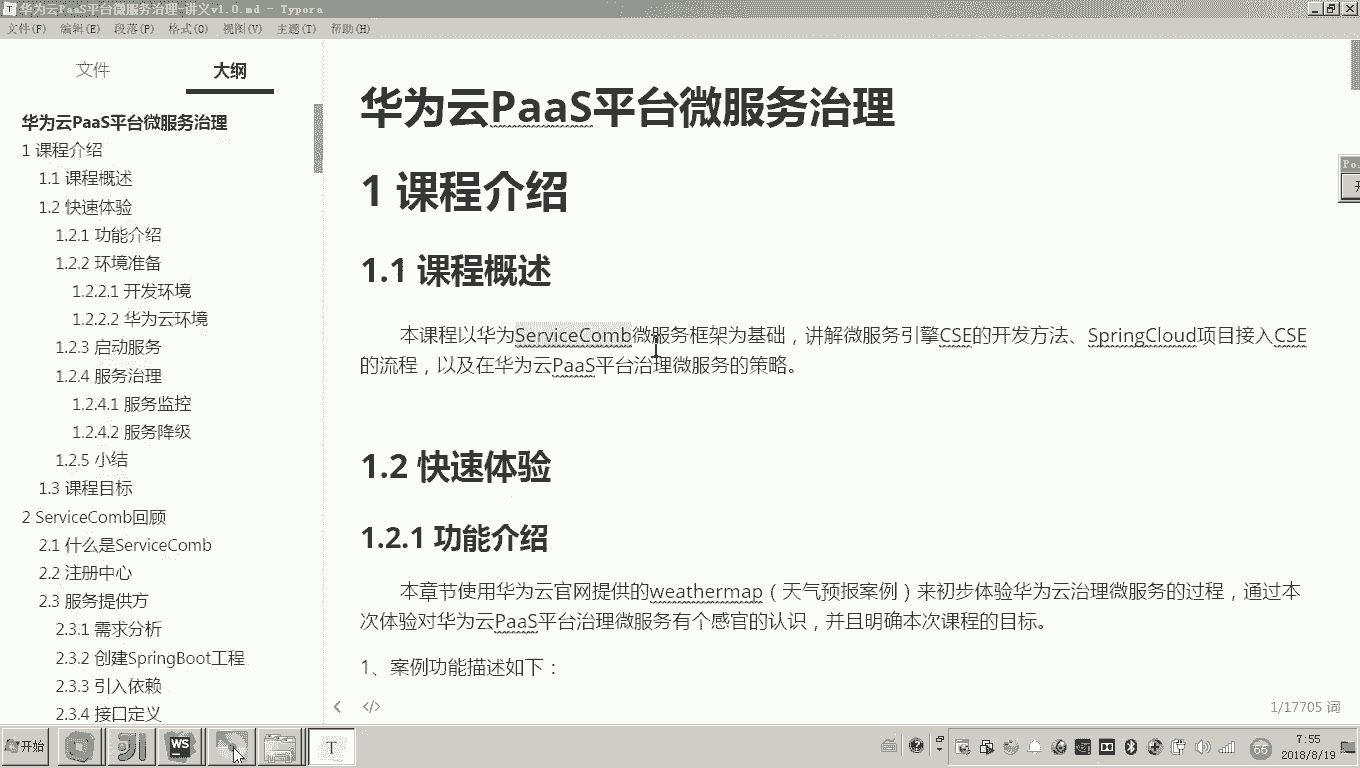 华为云PaaS平台微服务治理-讲义v1.0.md - Typora
文件(F) 编辑(E) 段落(P) 格式(O) 视图(V) 主题(T) 帮助(H)
文件 大纲
华为云PaaS平台微服务治理
1 课程介绍
1.1 课程概述
1.2 快速体验
1.2.1 功能介绍
1.2.2 环境准备
1.2.2.1 开发环境
1.2.2.2 华为云环境
1.2.3 启动服务
1.2.4 服务治理
1.2.4.1 服务监控
1.2.4.2 服务降级
1.2.5 小结
1.3 课程目标
2 ServiceComb回顾
2.1 什么是ServiceComb
2.2 注册中心
2.3 服务提供方
2.3.1 需求分析
2.3.2 创建SpringBoot工程
2.3.3 引入依赖
2.3.4 接口定义
华为云PaaS平台微服务治理
1 课程介绍
1.1 课程概述
本课程以华为ServiceComb微服务框架为基础，讲解微服务引擎CSE的开发方法、SpringCloud项目接入CSE
的流程，以及在华为云PaaS平台治理微服务的策略。
1.2 快速体验
1.2.1 功能介绍
本章节使用华为云官网提供的weathermap（天气预报案例）来初步体验华为云治理微服务的过程，通过本
次体验对华为云PaaS平台治理微服务有个感官的认识，并且明确本次课程的目标。
1、案例功能描述如下：
1/17705 词
开始
WS
T
66
7:55
2018/8/19